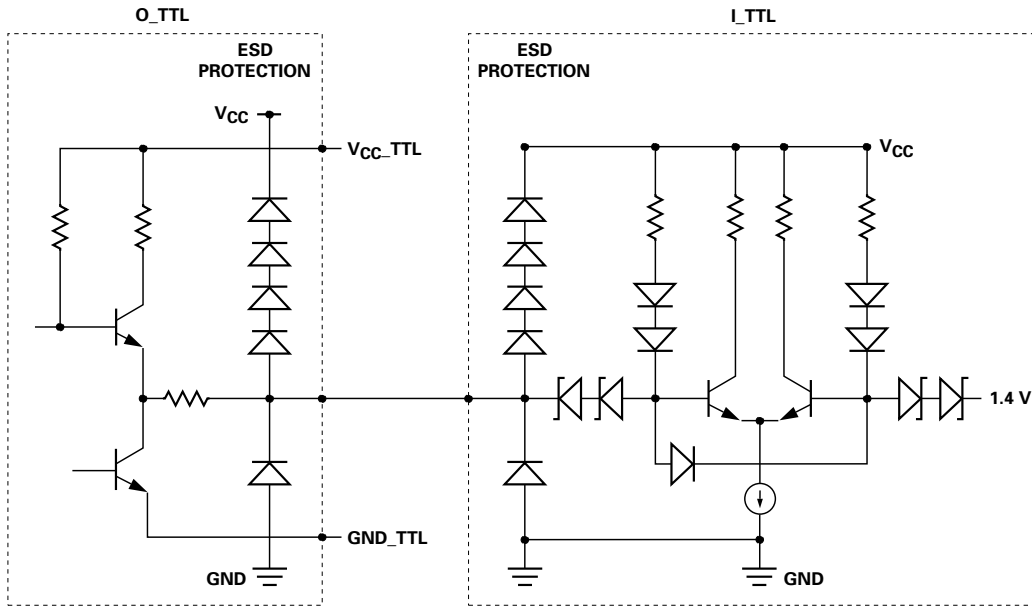 O_TTL
I_TTL
ESD
PROTECTION
ESD
PROTECTION
VCC
VCC_TTL
VCC
1.4 V
GND_TTL
GND
GND